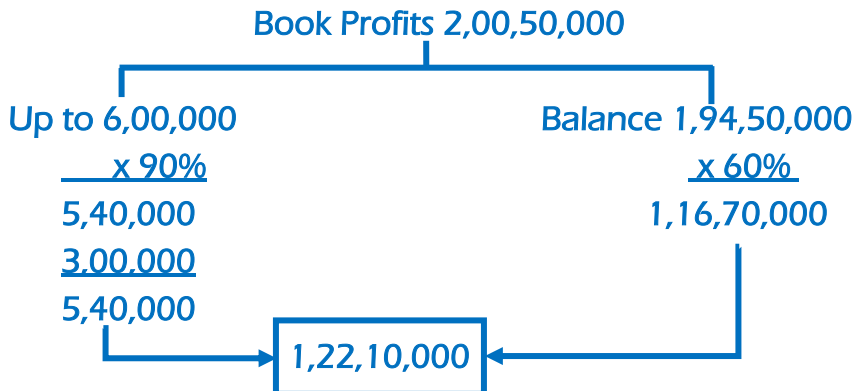 Book Profits 2,00,50,000
Up to 6,00,000
x 90%
5,40,000
3,00,000
5,40,000
Balance 1,94,50,000
x 60%
1,16,70,000
1,22,10,000